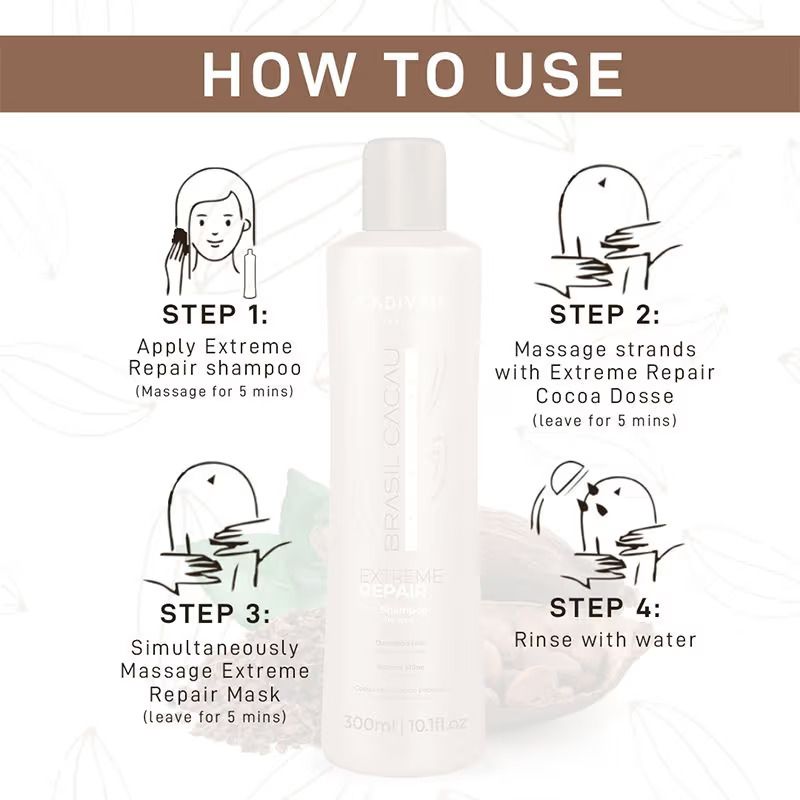 HOW TO USE
STEP 1:
Apply Extreme
Repair shampoo
(Massage for 5 mins)
STEP 2:
Massage strands
with Extreme Repair
Cocoa Dosse
(leave for 5 mins)
STEP 3:
Simultaneously
Massage Extreme
Repair Mask
(leave for 5 mins)
STEP 4:
Rinse with water
BRASIL CACAU
EXTREME
REPAIR
Shampoo
300ml | 10.1fl.oz